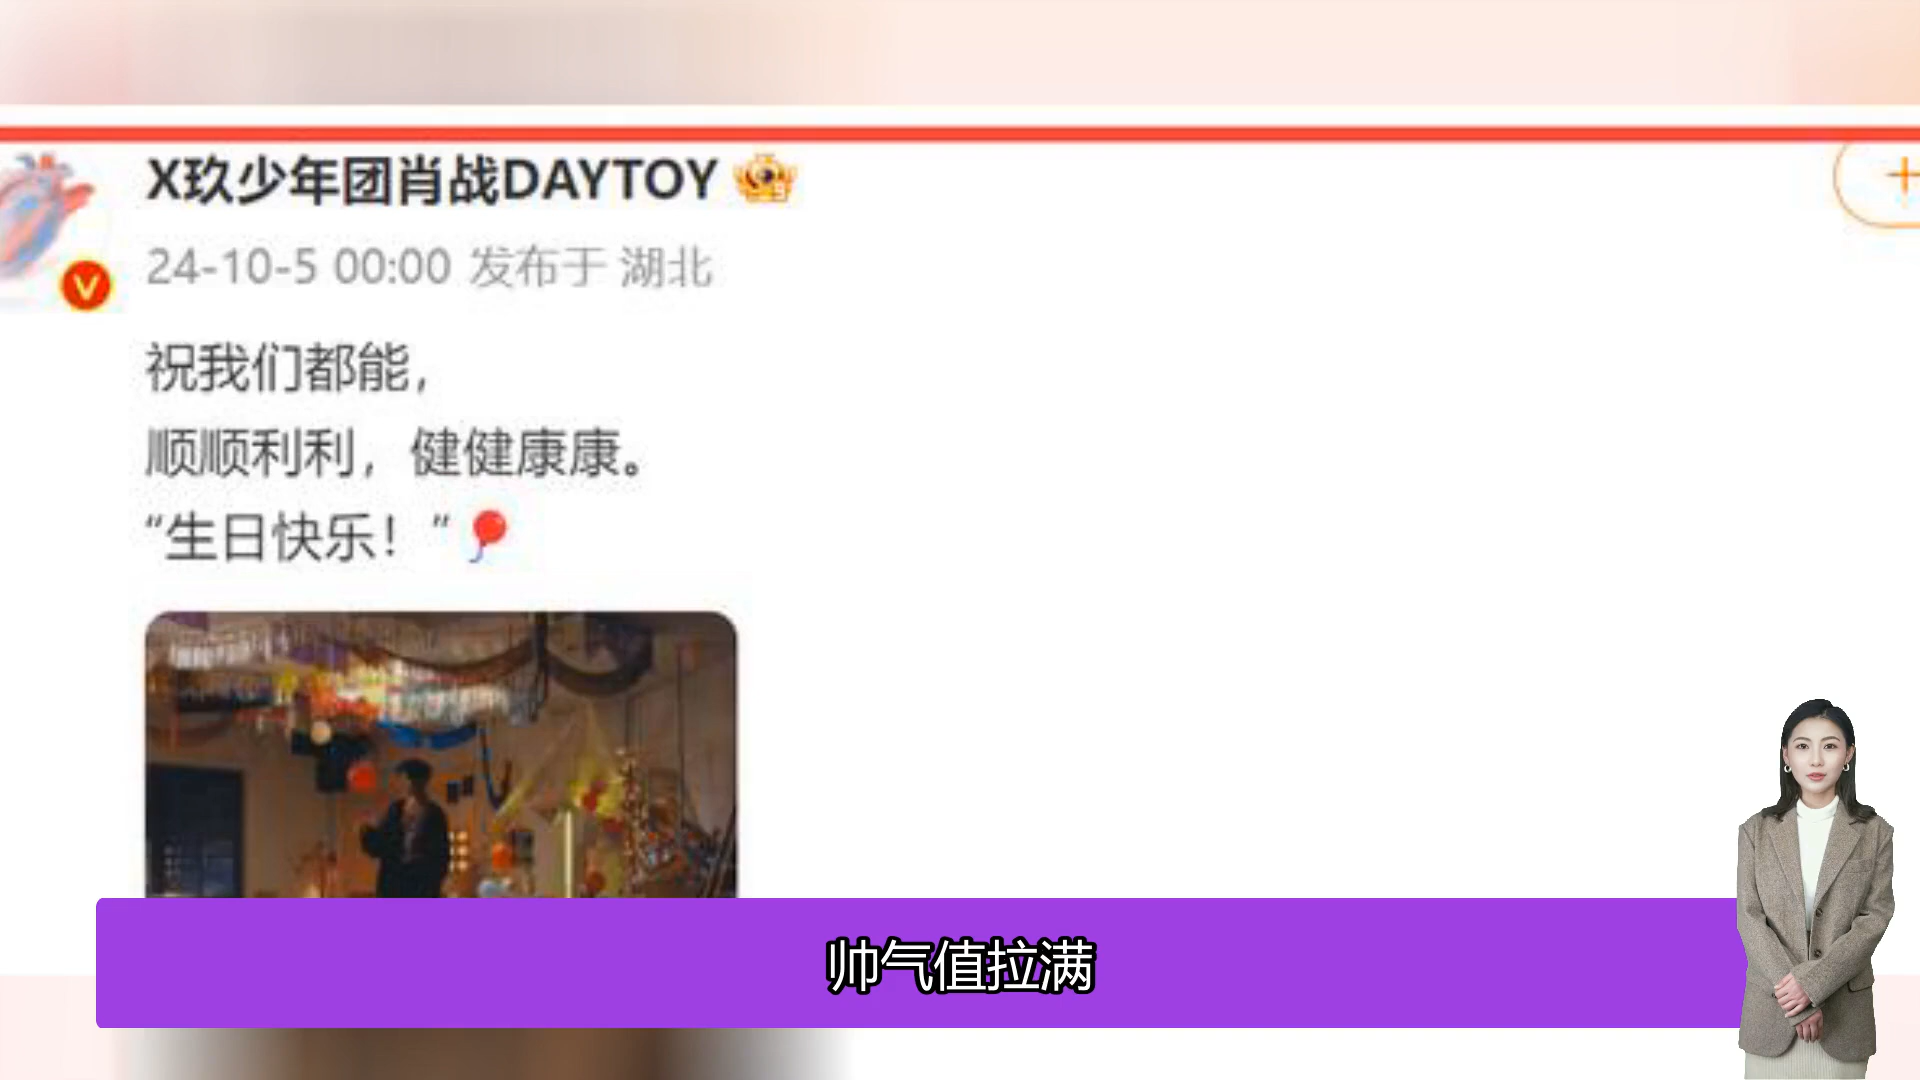 X玖少年团肖战DAYTOY
24-10-5 00:00 发布于 湖北
祝我们都能，
顺顺利利，健健康康。
“生日快乐！”
帅气值拉满